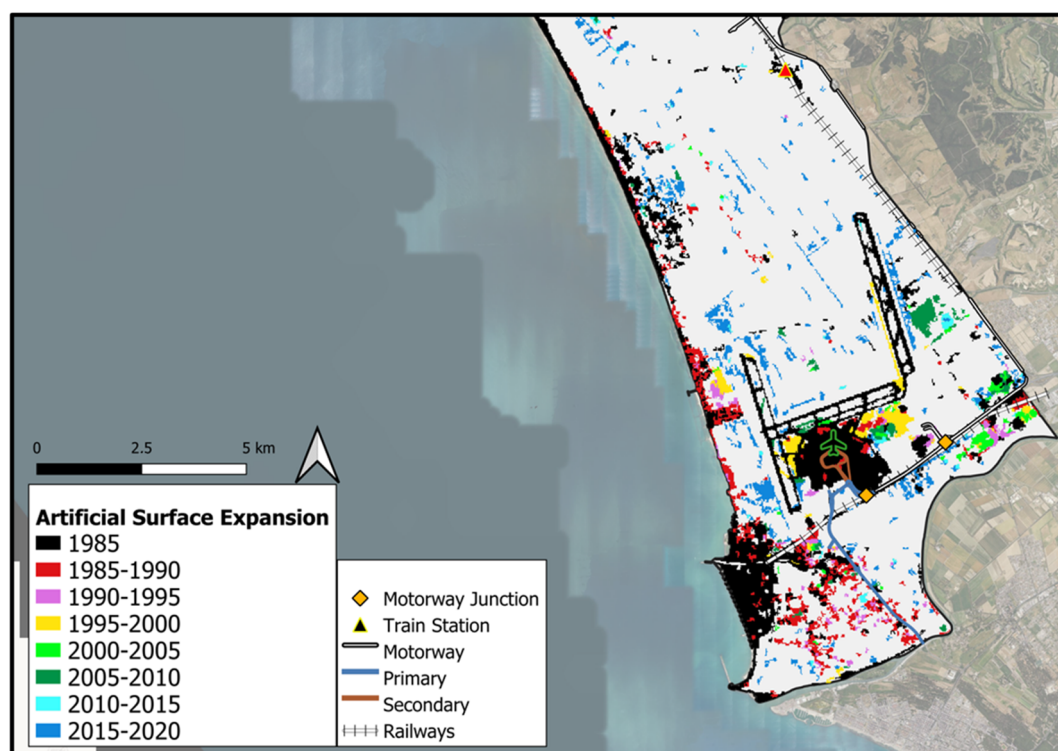 0 2.5 5 km
Artificial Surface Expansion
1985
1985-1990
1990-1995
1995-2000
2000-2005
2005-2010
2010-2015
2015-2020
Motorway Junction
Train Station
Motorway
Primary
Secondary
Railways